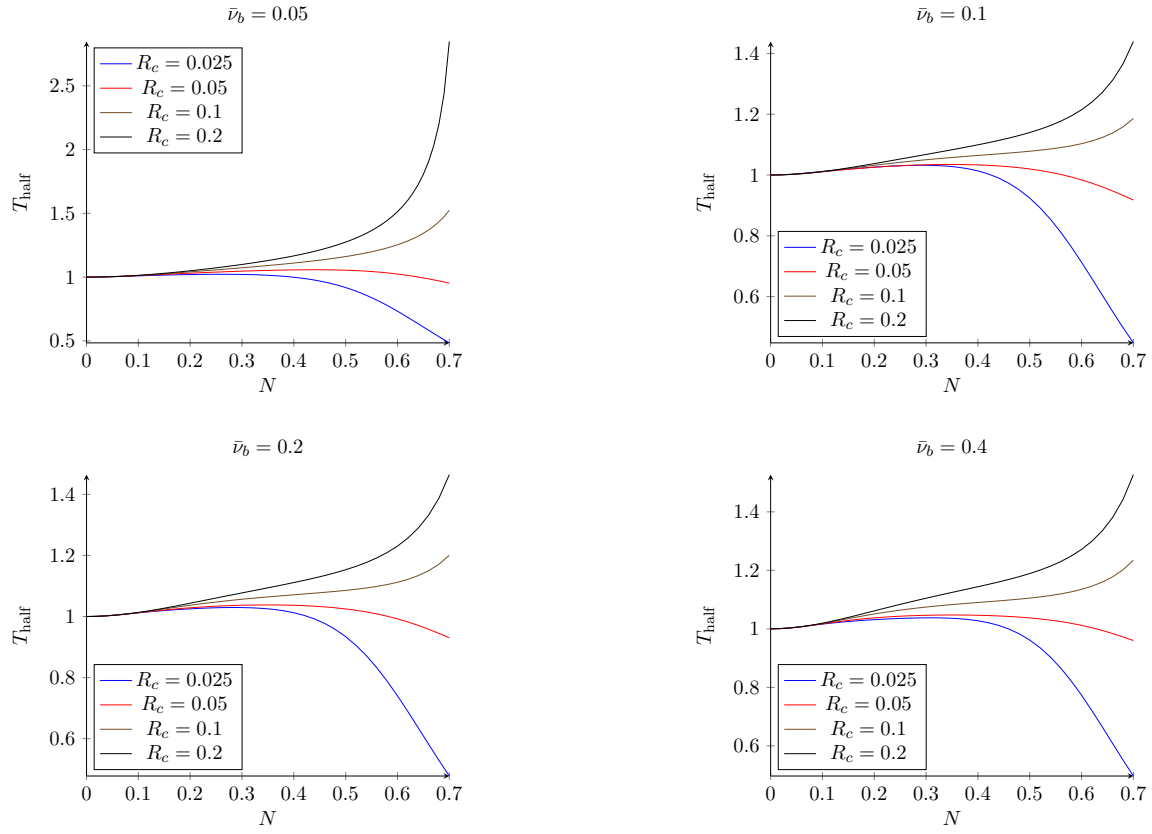 ν̄_b = 0.05
T_half
2.5
2
1.5
1
0.5
R_c = 0.025
R_c = 0.05
R_c = 0.1
R_c = 0.2
0 0.1 0.2 0.3 0.4 0.5 0.6 0.7
N
ν̄_b = 0.1
T_half
1.4
1.2
1
0.8
0.6
R_c = 0.025
R_c = 0.05
R_c = 0.1
R_c = 0.2
0 0.1 0.2 0.3 0.4 0.5 0.6 0.7
N
ν̄_b = 0.2
T_half
1.4
1.2
1
0.8
0.6
R_c = 0.025
R_c = 0.05
R_c = 0.1
R_c = 0.2
0 0.1 0.2 0.3 0.4 0.5 0.6 0.7
N
ν̄_b = 0.4
T_half
1.4
1.2
1
0.8
0.6
R_c = 0.025
R_c = 0.05
R_c = 0.1
R_c = 0.2
0 0.1 0.2 0.3 0.4 0.5 0.6 0.7
N